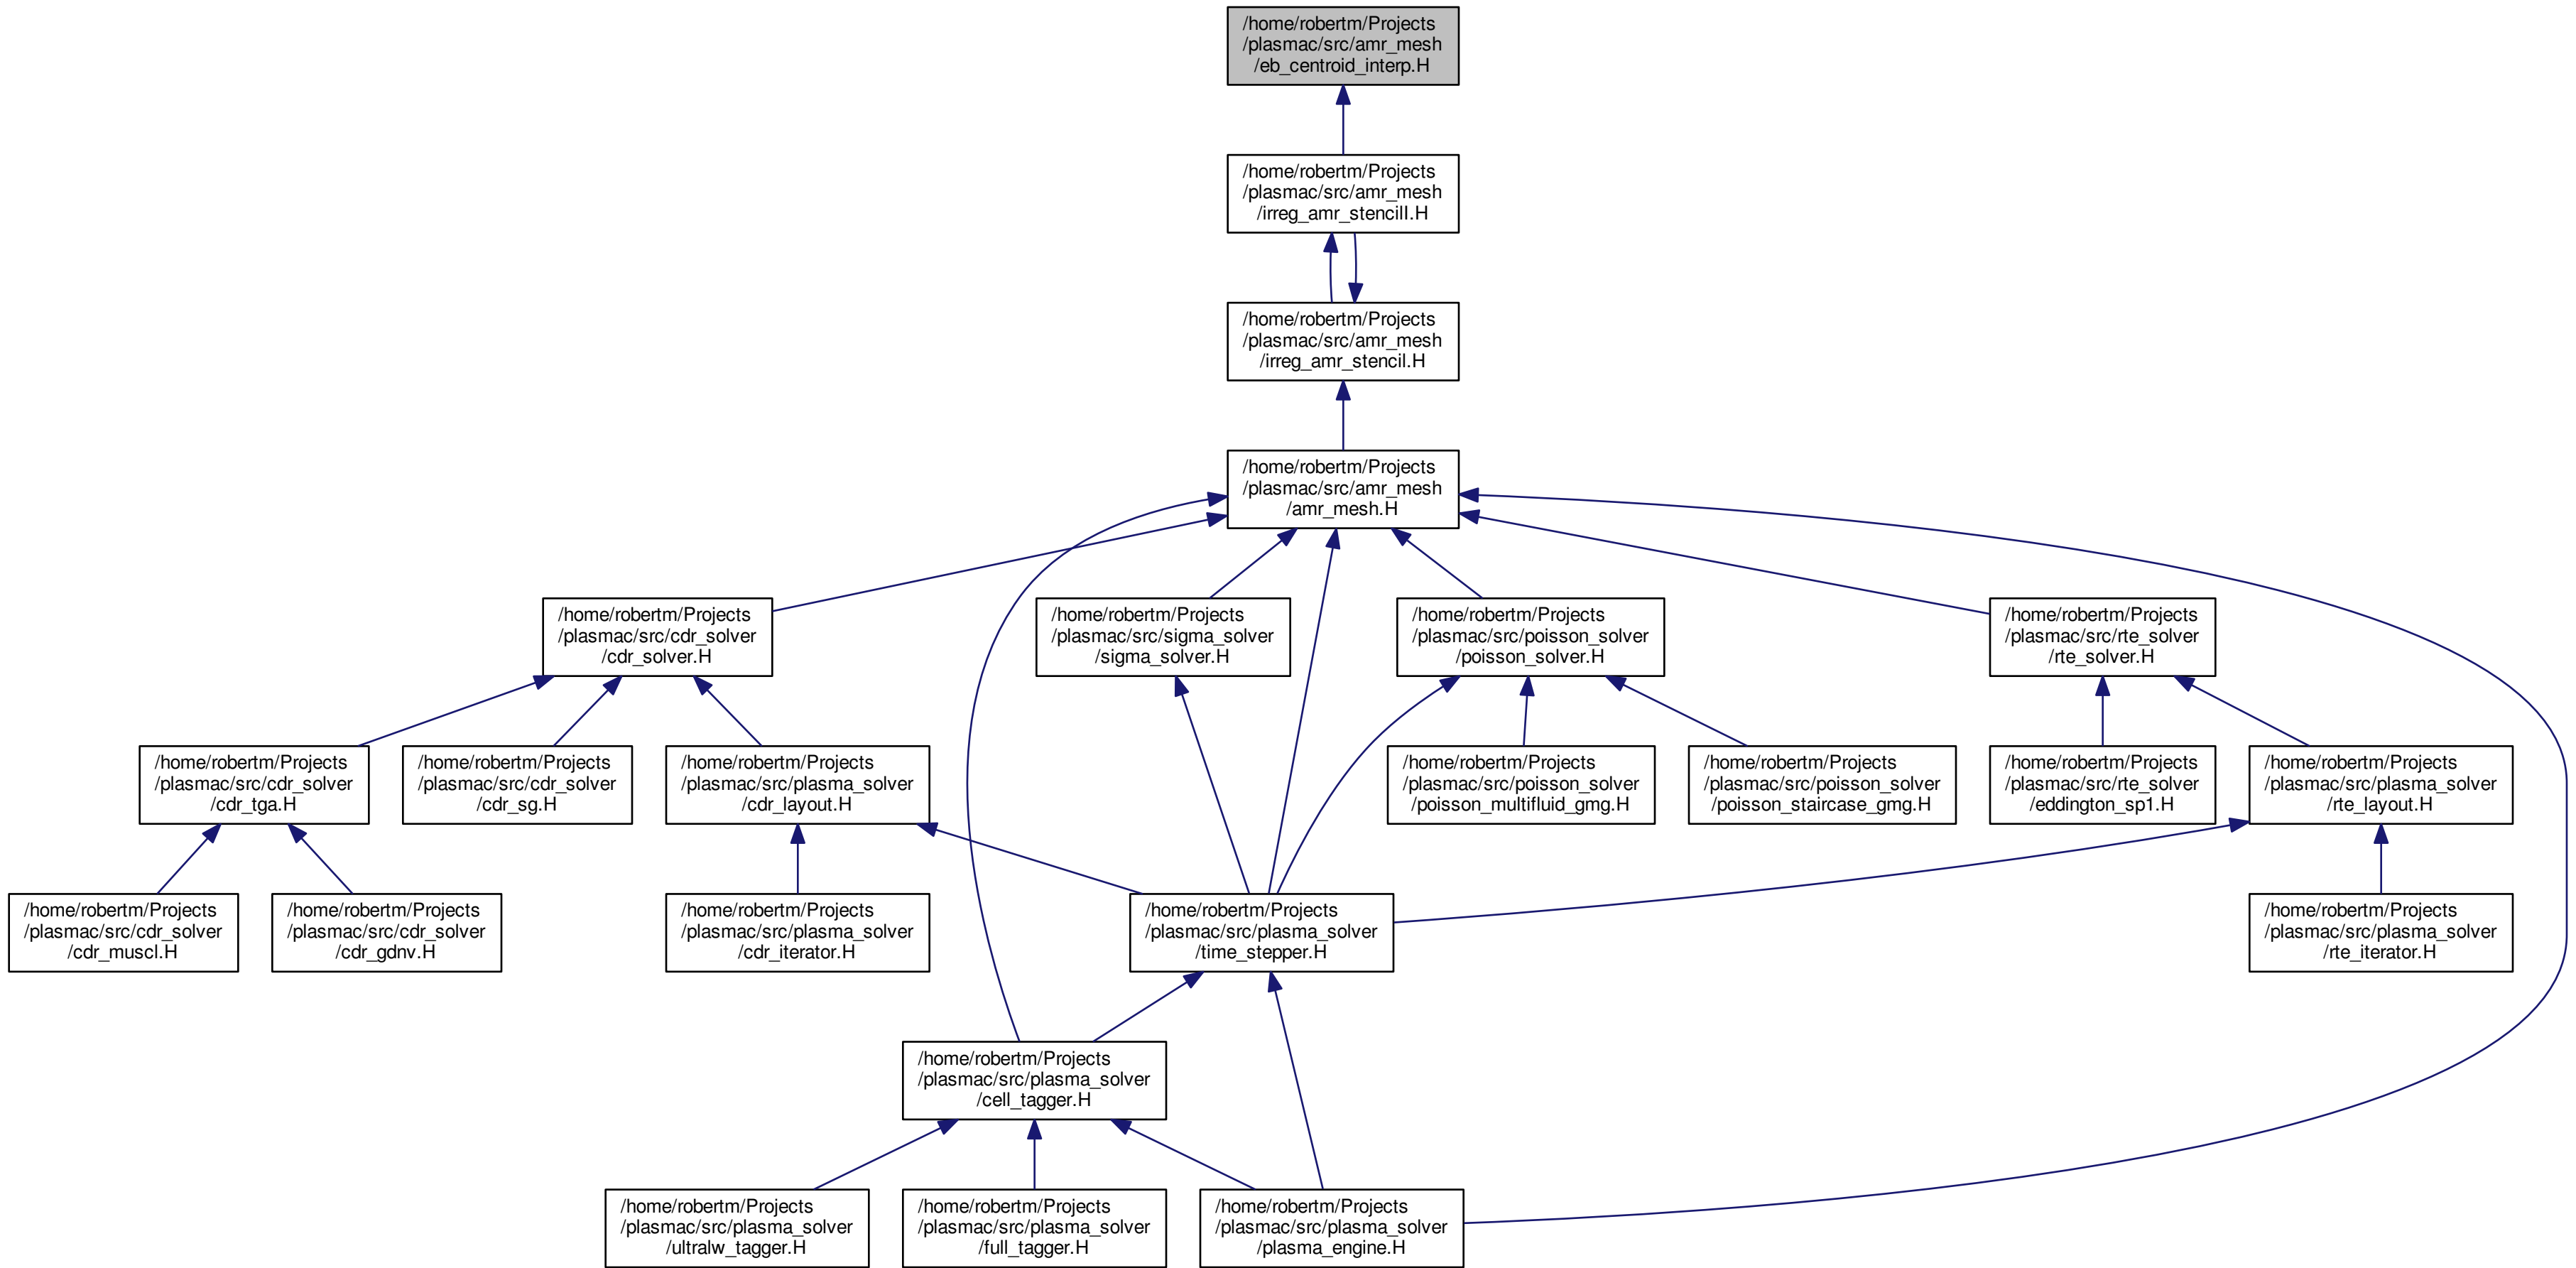 /home/robertm/Projects
/plasmac/src/amr_mesh
/eb_centroid_interp.H
/home/robertm/Projects
/plasmac/src/amr_mesh
/irreg_amr_stencilI.H
/home/robertm/Projects
/plasmac/src/amr_mesh
/irreg_amr_stencil.H
/home/robertm/Projects
/plasmac/src/amr_mesh
/amr_mesh.H
/home/robertm/Projects
/plasmac/src/cdr_solver
/cdr_solver.H
/home/robertm/Projects
/plasmac/src/sigma_solver
/sigma_solver.H
/home/robertm/Projects
/plasmac/src/poisson_solver
/poisson_solver.H
/home/robertm/Projects
/plasmac/src/rte_solver
/rte_solver.H
/home/robertm/Projects
/plasmac/src/cdr_solver
/cdr_tga.H
/home/robertm/Projects
/plasmac/src/cdr_solver
/cdr_sg.H
/home/robertm/Projects
/plasmac/src/plasma_solver
/cdr_layout.H
/home/robertm/Projects
/plasmac/src/poisson_solver
/poisson_multifluid_gmg.H
/home/robertm/Projects
/plasmac/src/poisson_solver
/poisson_staircase_gmg.H
/home/robertm/Projects
/plasmac/src/rte_solver
/eddington_sp1.H
/home/robertm/Projects
/plasmac/src/plasma_solver
/rte_layout.H
/home/robertm/Projects
/plasmac/src/cdr_solver
/cdr_muscl.H
/home/robertm/Projects
/plasmac/src/cdr_solver
/cdr_gdnv.H
/home/robertm/Projects
/plasmac/src/plasma_solver
/cdr_iterator.H
/home/robertm/Projects
/plasmac/src/plasma_solver
/time_stepper.H
/home/robertm/Projects
/plasmac/src/plasma_solver
/rte_iterator.H
/home/robertm/Projects
/plasmac/src/plasma_solver
/cell_tagger.H
/home/robertm/Projects
/plasmac/src/plasma_solver
/ultralw_tagger.H
/home/robertm/Projects
/plasmac/src/plasma_solver
/full_tagger.H
/home/robertm/Projects
/plasmac/src/plasma_solver
/plasma_engine.H